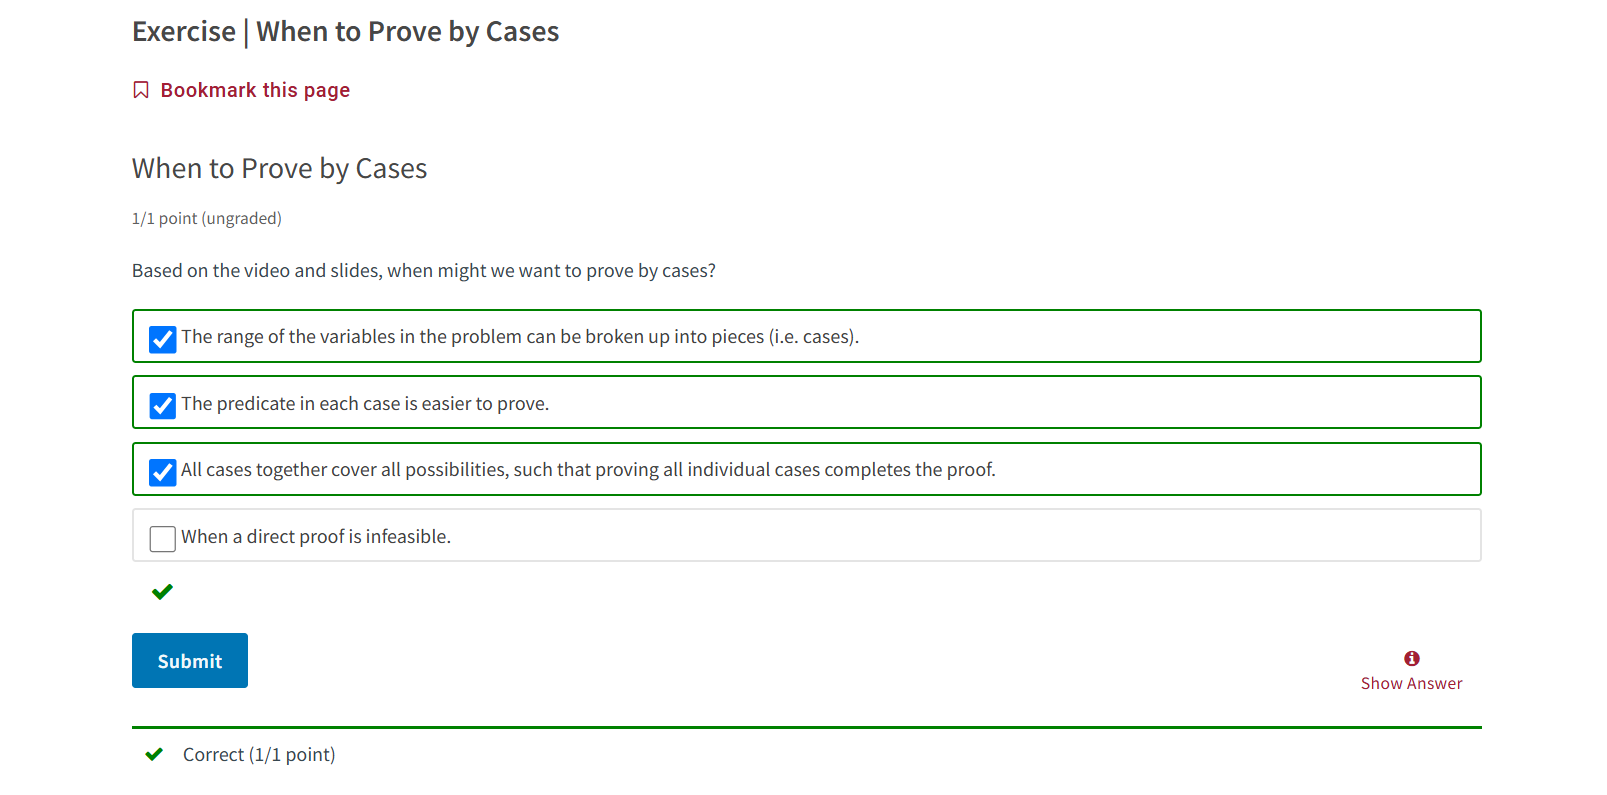 Exercise | When to Prove by Cases
Bookmark this page
When to Prove by Cases
1/1 point (ungraded)
Based on the video and slides, when might we want to prove by cases?
The range of the variables in the problem can be broken up into pieces (i.e. cases).
The predicate in each case is easier to prove.
All cases together cover all possibilities, such that proving all individual cases completes the proof.
When a direct proof is infeasible.
Submit
Show Answer
Correct (1/1 point)